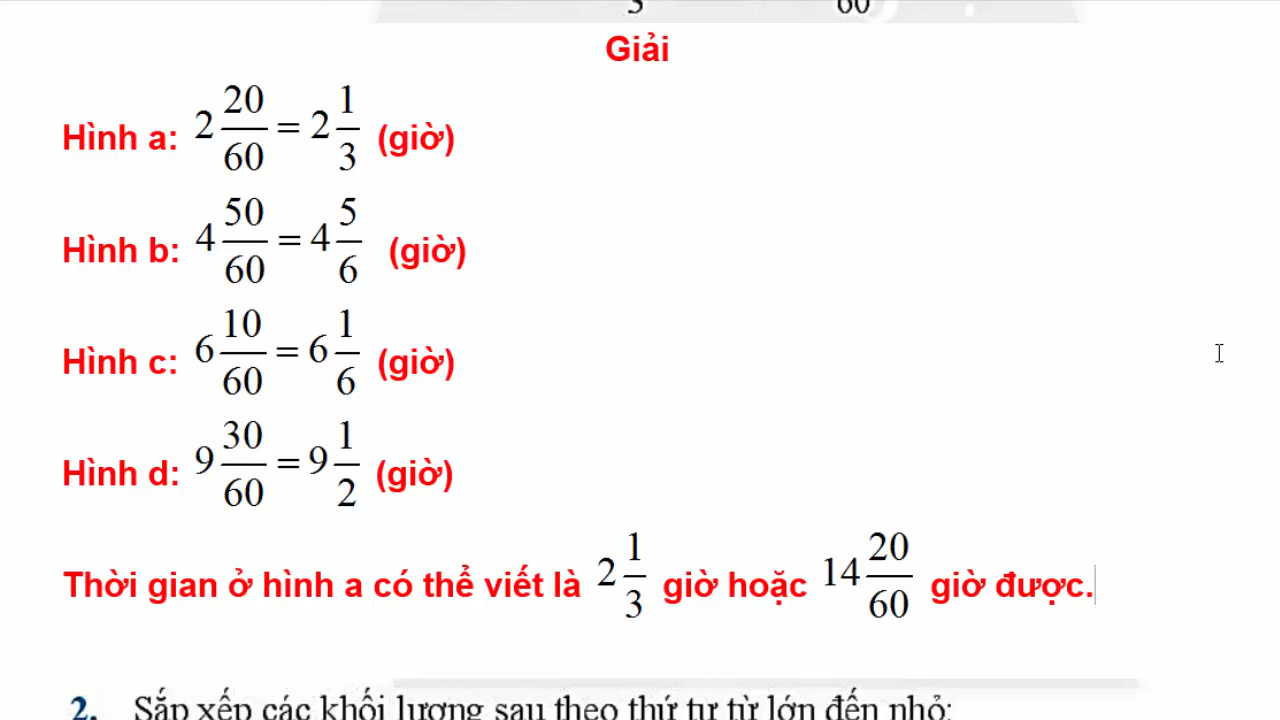 3 60
Giải
Hình a: 2 20/60 = 2 1/3 (giờ)
Hình b: 4 50/60 = 4 5/6 (giờ)
Hình c: 6 10/60 = 6 1/6 (giờ)
Hình d: 9 30/60 = 9 1/2 (giờ)
Thời gian ở hình a có thể viết là 2 1/3 giờ hoặc 14 20/60 giờ được.
2. Sắp xếp các khối lượng sau theo thứ tự từ lớn đến nhỏ: